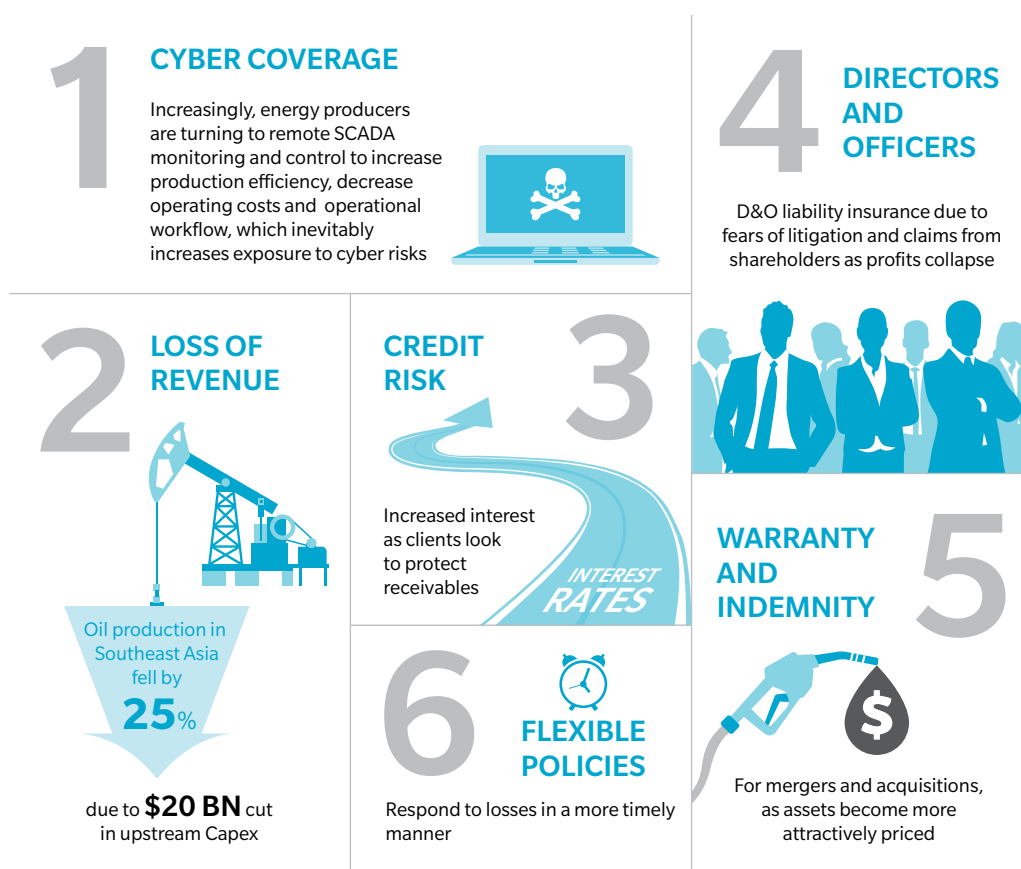 1
CYBER COVERAGE
Increasingly, energy producers
are turning to remote SCADA
monitoring and control to increase
production efficiency, decrease
operating costs and operational
workflow, which inevitably
increases exposure to cyber risks
2
LOSS OF
REVENUE
Oil production in
Southeast Asia
fell by
25%
due to $20 BN cut
in upstream Capex
3
CREDIT
RISK
Increased interest
as clients look
to protect
receivables
INTEREST
RATES
4
DIRECTORS
AND
OFFICERS
D&O liability insurance due to
fears of litigation and claims from
shareholders as profits collapse
5
WARRANTY
AND
INDEMNITY
$
For mergers and acquisitions,
as assets become more
attractively priced
6
FLEXIBLE
POLICIES
Respond to losses in a more timely
manner